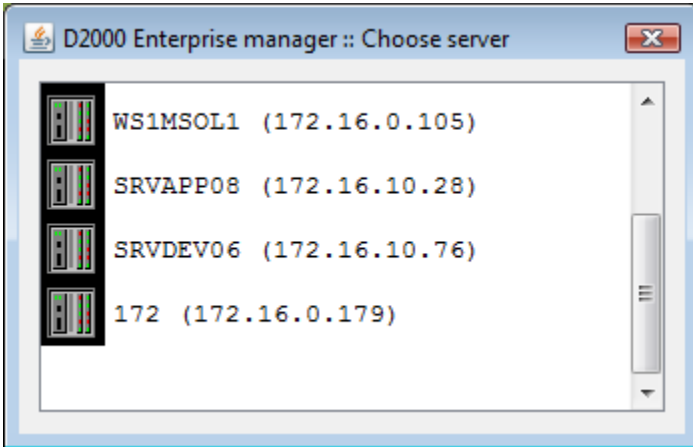 D2000 Enterprise manager :: Choose server
WS1MSOL1 (172.16.0.105)
SRVAPP08 (172.16.10.28)
SRVDEV06 (172.16.10.76)
172 (172.16.0.179)